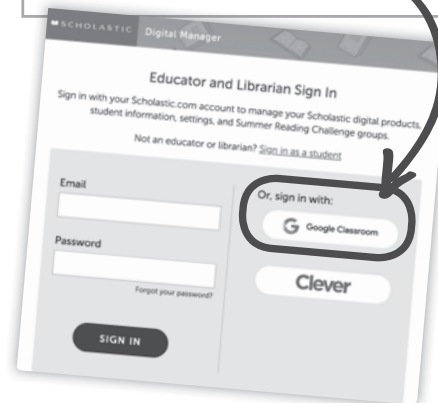 SCHOLASTIC Digital Manager
Educator and Librarian Sign In
Sign in with your Scholastic.com account to manage your Scholastic digital products,
student information, settings, and Summer Reading Challenge groups.
Not an educator or librarian? Sign in as a student
Email
Password
Forgot your password?
SIGN IN
Or, sign in with:
G Google Classroom
Clever